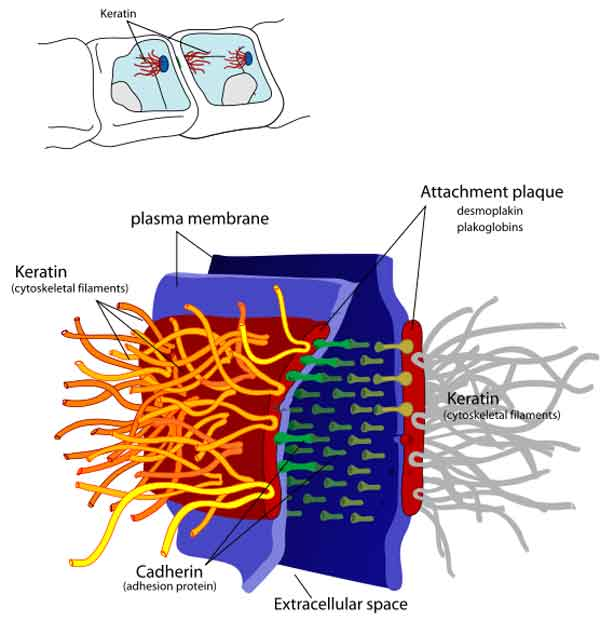 Keratin
Attachment plaque
desmoplakin
plakoglobins
plasma membrane
Keratin
(cytoskeletal filaments)
Keratin
(cytoskeletal filaments)
Cadherin
(adhesion protein)
Extracellular space